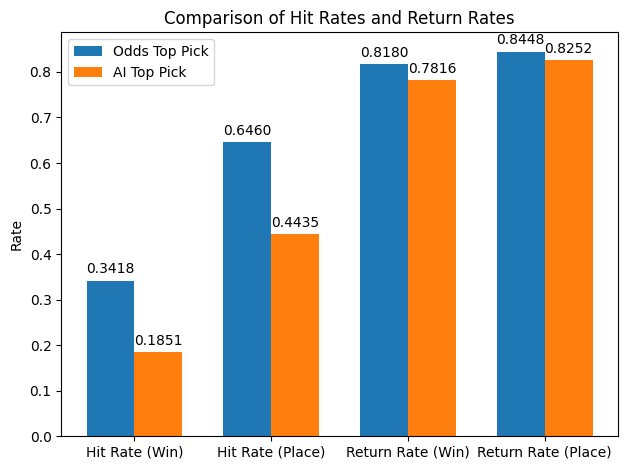 Comparison of Hit Rates and Return Rates
Odds Top Pick
AI Top Pick
Rate
0.8
0.7
0.6
0.5
0.4
0.3
0.2
0.1
0.0
0.3418
0.1851
0.6460
0.4435
0.8180
0.7816
0.8448
0.8252
Hit Rate (Win)
Hit Rate (Place)
Return Rate (Win)
Return Rate (Place)